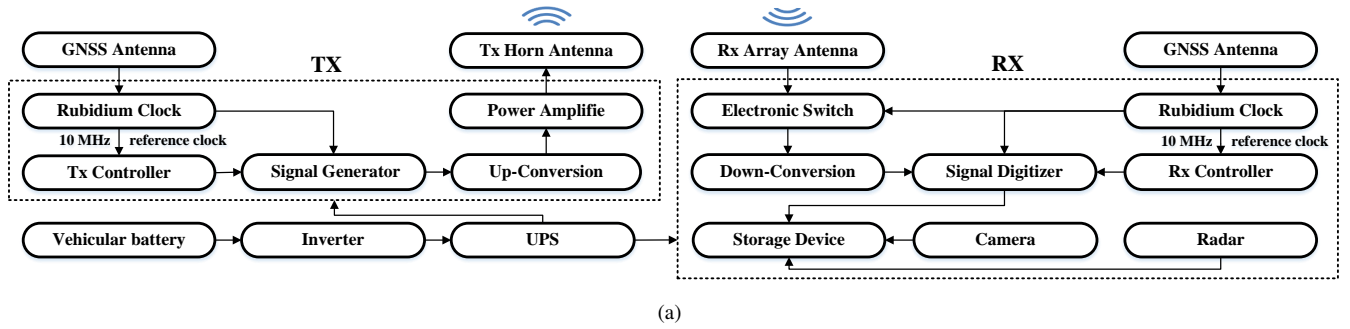 GNSS Antenna
Tx Horn Antenna
Rx Array Antenna
GNSS Antenna
TX
RX
Rubidium Clock
Power Amplifie
Electronic Switch
Rubidium Clock
10 MHz reference clock
10 MHz reference clock
Tx Controller
Signal Generator
Up-Conversion
Down-Conversion
Signal Digitizer
Rx Controller
Vehicular battery
Inverter
UPS
Storage Device
Camera
Radar
(a)